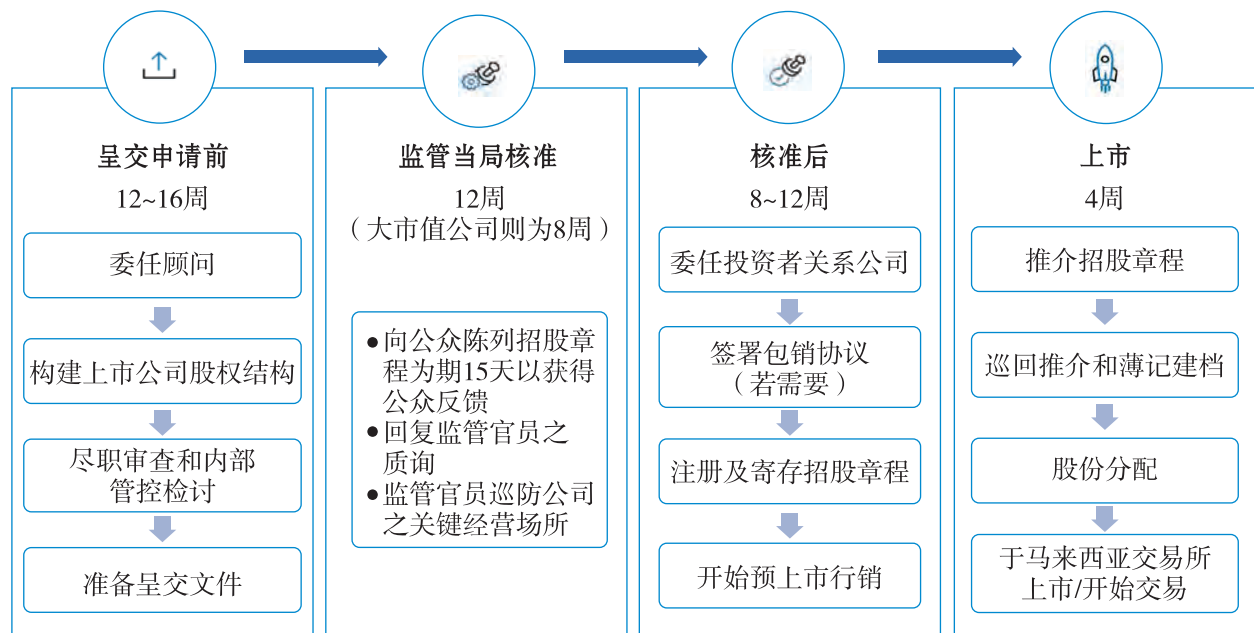 呈交申请前
12~16周
委任顾问
构建上市公司股权结构
尽职审查和内部
管控检讨
准备呈交文件
监管当局核准
12周
（大市值公司则为8周）
●向公众陈列招股章
程为期15天以获得
公众反馈
●回复监管官员之
质询
●监管官员巡防公司
之关键经营场所
核准后
8~12周
委任投资者关系公司
签署包销协议
（若需要）
注册及寄存招股章程
开始预上市行销
上市
4周
推介招股章程
巡回推介和薄记建档
股份分配
于马来西亚交易所
上市/开始交易